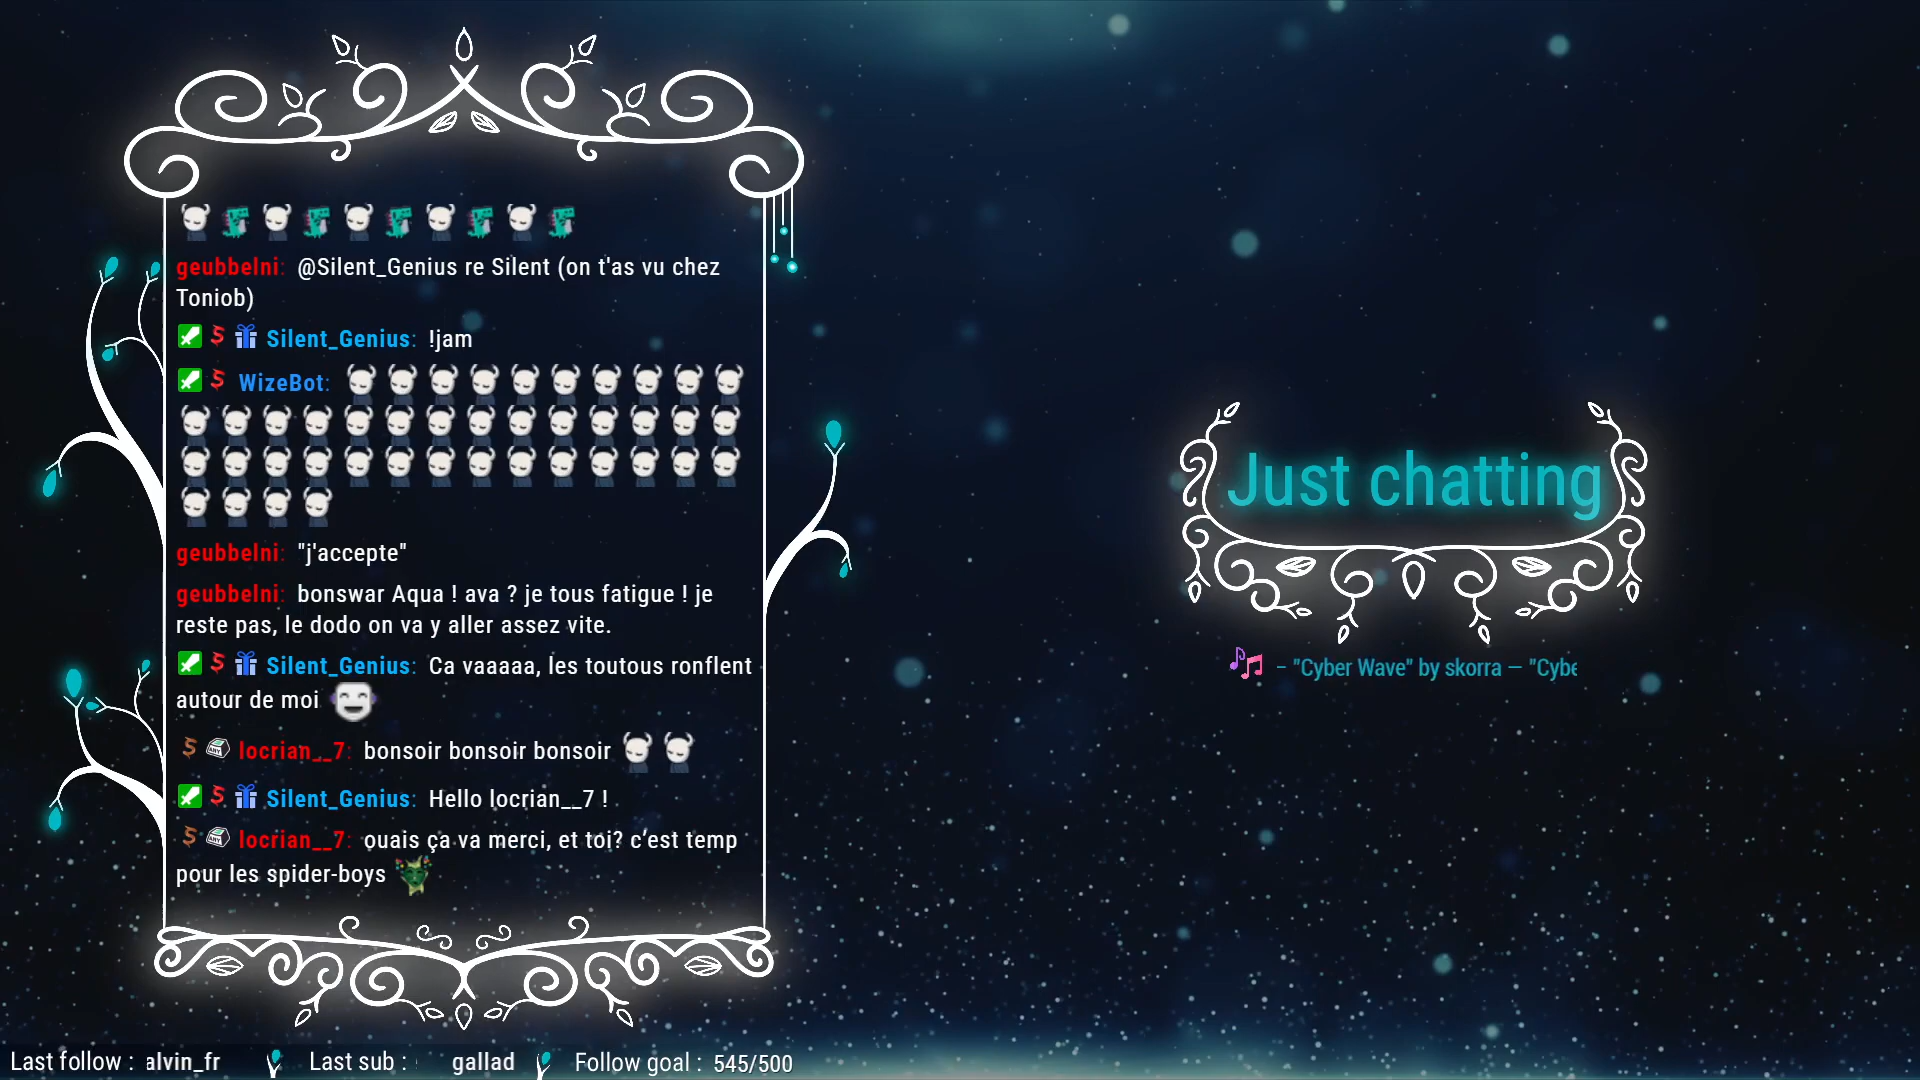 geubbelni: @Silent_Genius re Silent (on t'as vu chez
Toniob)
Silent_Genius: !jam
WizeBot:
geubbelni: "j'accepte"
geubbelni: bonswar Aqua ! ava ? je tous fatigue ! je
reste pas, le dodo on va y aller assez vite.
Silent_Genius: Ca vaaaaa, les toutous ronflent
autour de moi
locrian__7: bonsoir bonsoir bonsoir
Silent_Genius: Hello locrian__7 !
locrian__7: ouais ça va merci, et toi? c'est temp
pour les spider-boys
Just chatting
– "Cyber Wave" by skorra — "Cybe
Last follow : alvin_fr Last sub : gallad Follow goal : 545/500